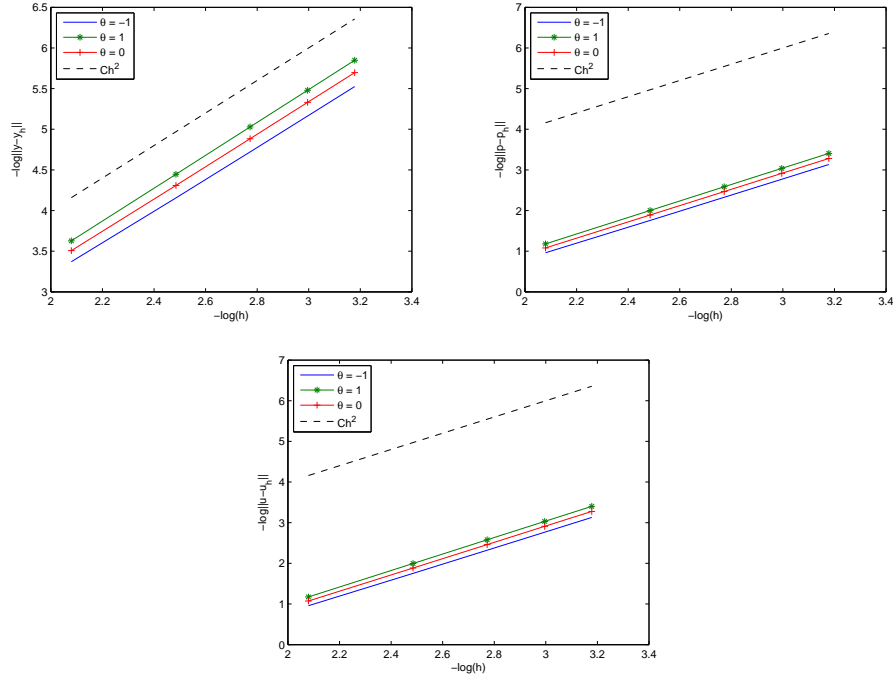 6.5
6
5.5
5
4.5
4
3.5
3
−log||y−y_h||
θ = −1
θ = 1
θ = 0
Ch^2
2 2.2 2.4 2.6 2.8 3 3.2 3.4
−log(h)
7
6
5
4
3
2
1
0
−log||p−p_h||
θ = −1
θ = 1
θ = 0
Ch^2
2 2.2 2.4 2.6 2.8 3 3.2 3.4
−log(h)
7
6
5
4
3
2
1
0
−log||u−u_h||
θ = −1
θ = 1
θ = 0
Ch^2
2 2.2 2.4 2.6 2.8 3 3.2 3.4
−log(h)